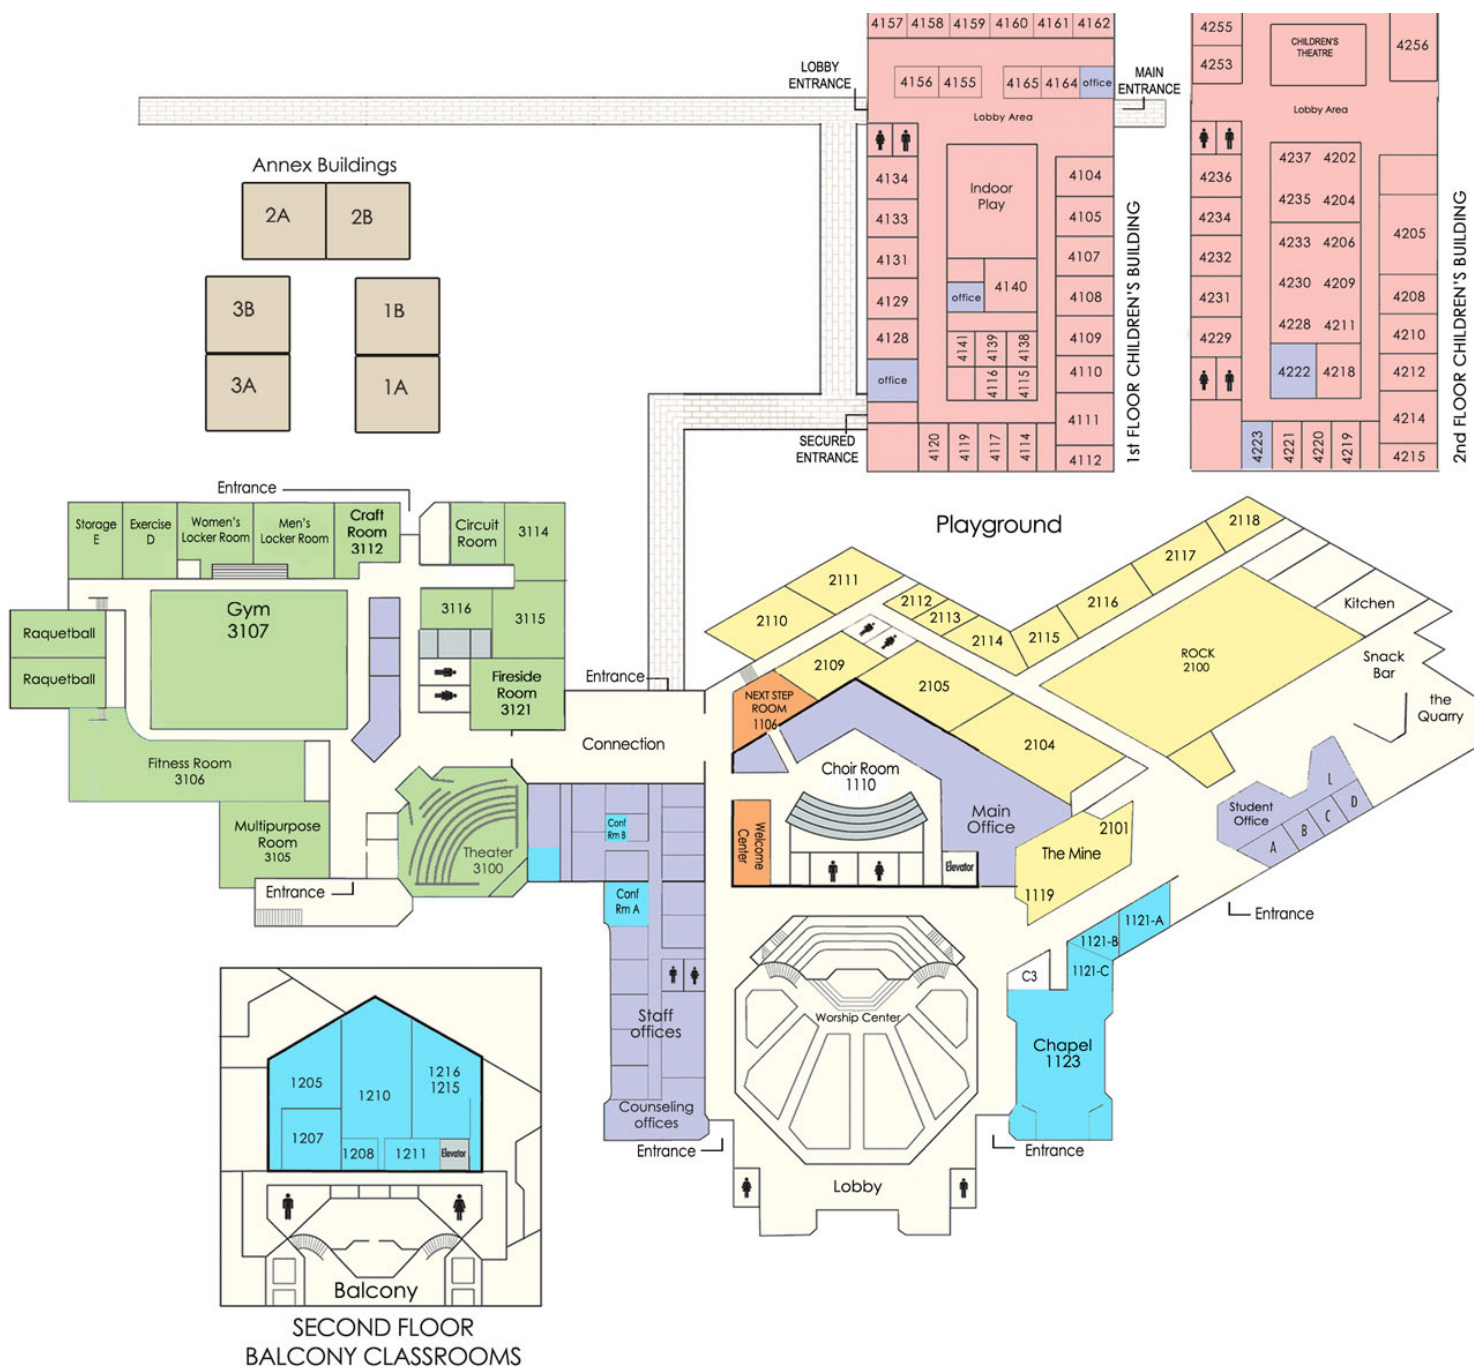 4157 4158 4159 4160 4161 4162
LOBBY
ENTRANCE
4156 4155 4165 4164 office
MAIN
ENTRANCE
Lobby Area
4134
4133
4131
4129
4128
office
Indoor
Play
office
4140
4141 4139 4138
4116 4115
4104
4105
4107
4108
4109
4110
4111
4112
4120 4119 4117 4114
SECURED
ENTRANCE
1st FLOOR CHILDREN'S BUILDING
4255
4253
CHILDREN'S
THEATRE
4256
Lobby Area
4236
4234
4232
4231
4229
4237 4202
4235 4204
4233 4206
4230 4209
4228 4211
4222 4218
4205
4208
4210
4212
4214
4215
4223 4221 4220 4219
2nd FLOOR CHILDREN'S BUILDING
Annex Buildings
2A 2B
3B 1B
3A 1A
Entrance
Storage
E
Exercise
D
Women's
Locker Room
Men's
Locker Room
Craft
Room
3112
Circuit
Room
3114
Gym
3107
3116
3115
Raquetball
Raquetball
Fireside
Room
3121
Fitness Room
3106
Multipurpose
Room
3105
Theater
3100
Entrance
Entrance
Connection
Conf
Rm B
Conf
Rm A
Staff
offices
Counseling
offices
Entrance
Playground
2118
2117
2116
2115
2111
2110
2112
2113
2114
2109
2105
2104
ROCK
2100
Kitchen
Snack
Bar
the
Quarry
NEXT STEP
ROOM
1106
Choir Room
1110
Main
Office
Welcome
Center
Elevator
2101
The Mine
1119
Student
Office
L
A B C D
Entrance
1121-A
1121-B
1121-C
C3
Chapel
1123
Entrance
Worship Center
Lobby
1205
1210
1216
1215
1207
1208
1211
Elevator
Balcony
SECOND FLOOR
BALCONY CLASSROOMS